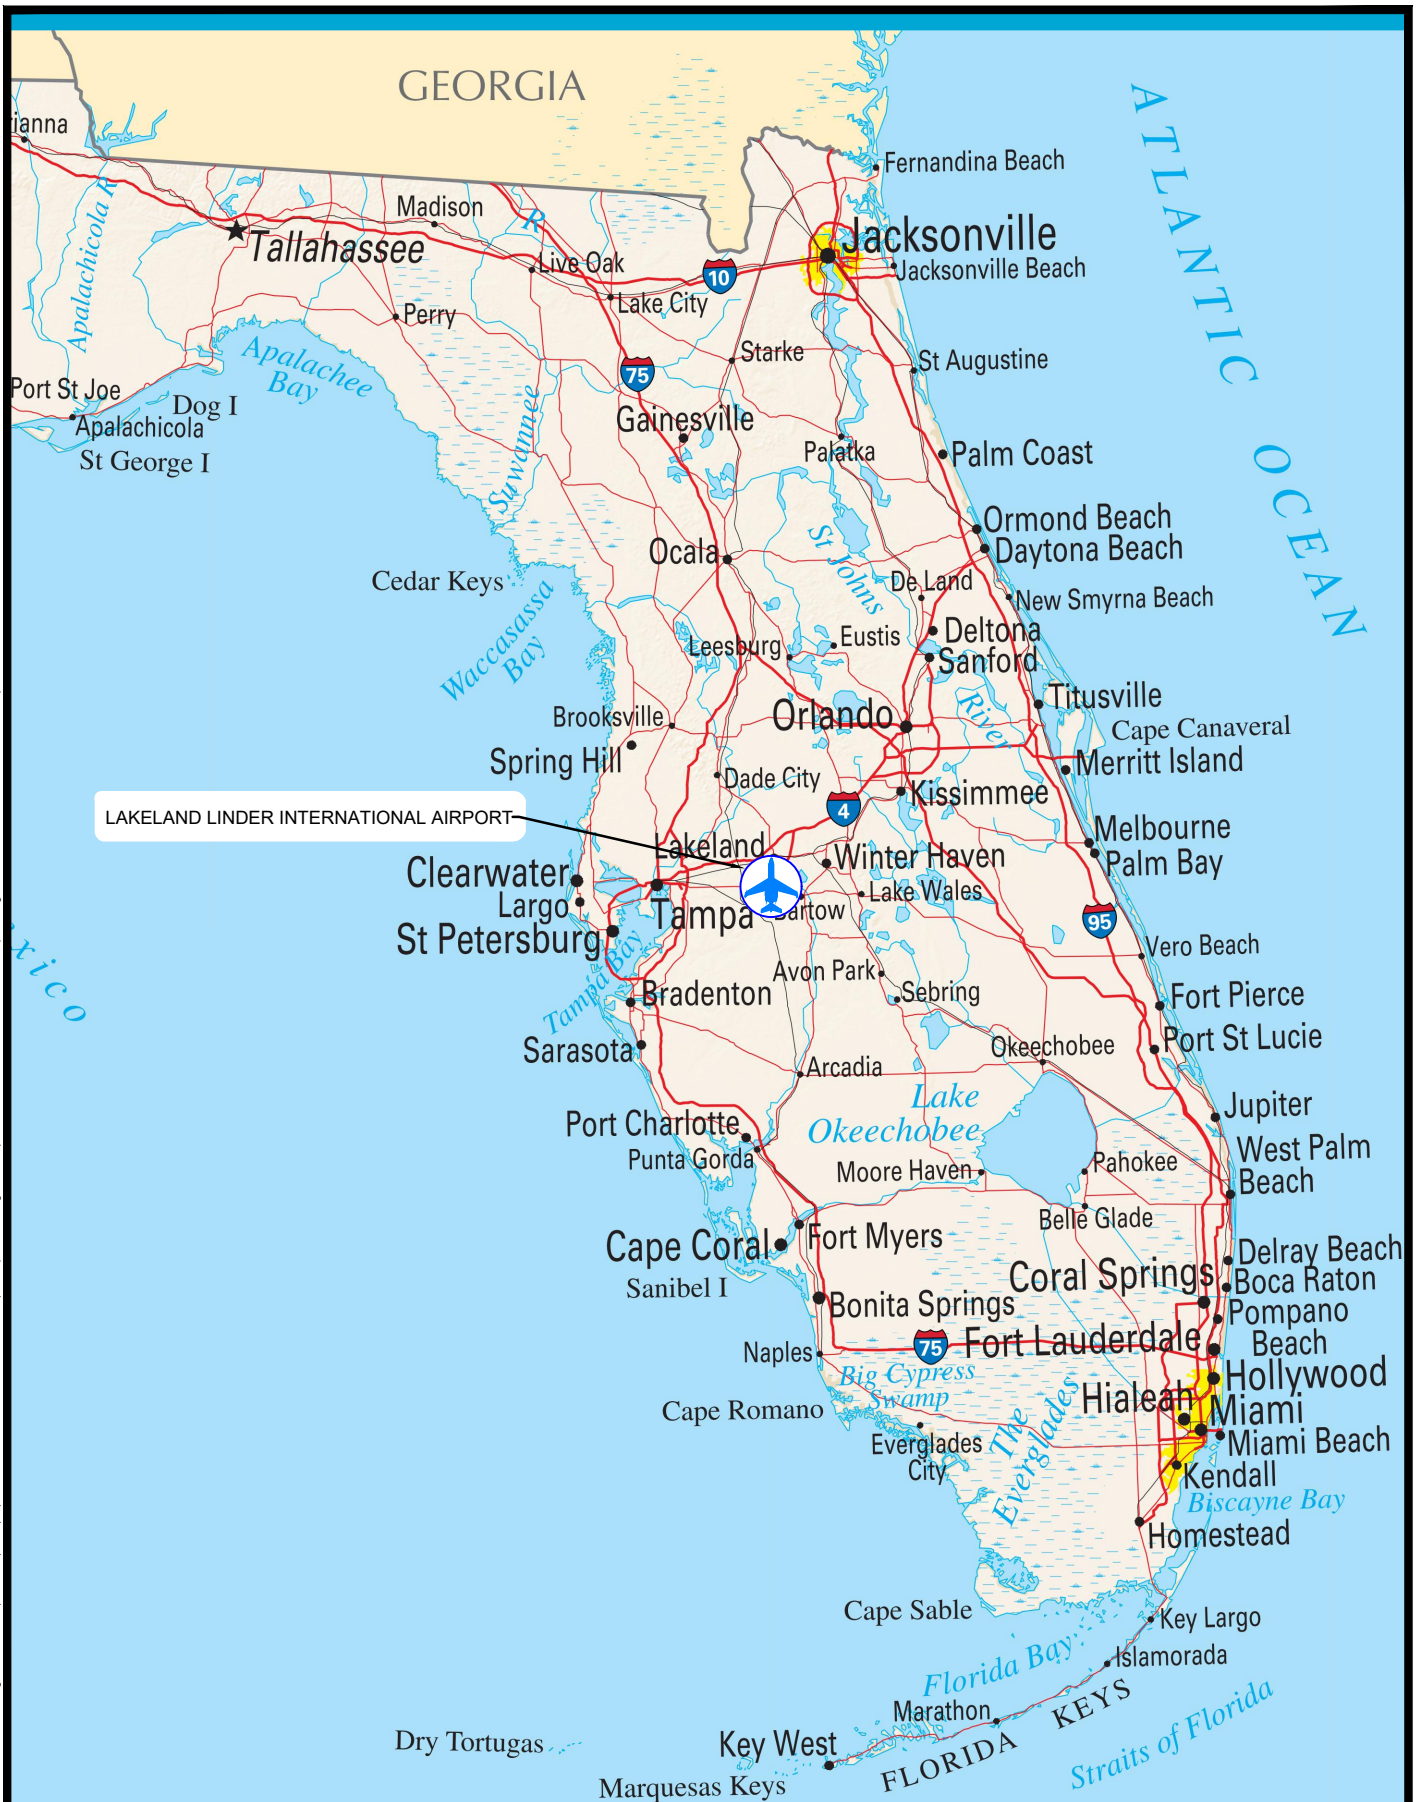 GEORGIA
ATLANTIC OCEAN
rianna
Fernandina Beach
Apalachicola R
Madison
R
Tallahassee
Jacksonville
Live Oak
10
Jacksonville Beach
Lake City
Perry
Starke
St Augustine
Apalachee
Bay
75
Port St Joe
Dog I
Apalachicola
St George I
Suwannee
Gainesville
Palatka
Palm Coast
Ormond Beach
Daytona Beach
Ocala
St Johns
Cedar Keys
De Land
New Smyrna Beach
Waccasassa
Bay
Leesburg
Eustis
Deltona
Sanford
River
Titusville
Brooksville
Orlando
Cape Canaveral
Spring Hill
Dade City
Merritt Island
Kissimmee
LAKELAND LINDER INTERNATIONAL AIRPORT
4
Melbourne
Lakeland
Winter Haven
Palm Bay
Clearwater
Lake Wales
Largo
Tampa
Bartow
95
St Petersburg
Vero Beach
xico
Tampa Bay
Avon Park
Sebring
Bradenton
Fort Pierce
Sarasota
Okeechobee
Port St Lucie
Arcadia
Lake
Okeechobee
Jupiter
Port Charlotte
Punta Gorda
Moore Haven
Pahokee
West Palm
Beach
Belle Glade
Cape Coral
Fort Myers
Delray Beach
Sanibel I
Coral Springs
Boca Raton
Bonita Springs
Pompano
Beach
Naples
75
Fort Lauderdale
Big Cypress
Swamp
Hollywood
Cape Romano
Hialeah
Miami
The
Everglades
Everglades
City
Miami Beach
Kendall
Biscayne Bay
Homestead
Cape Sable
Key Largo
Florida Bay
Islamorada
Marathon
FLORIDA KEYS
Straits of Florida
Dry Tortugas
Key West
Marquesas Keys